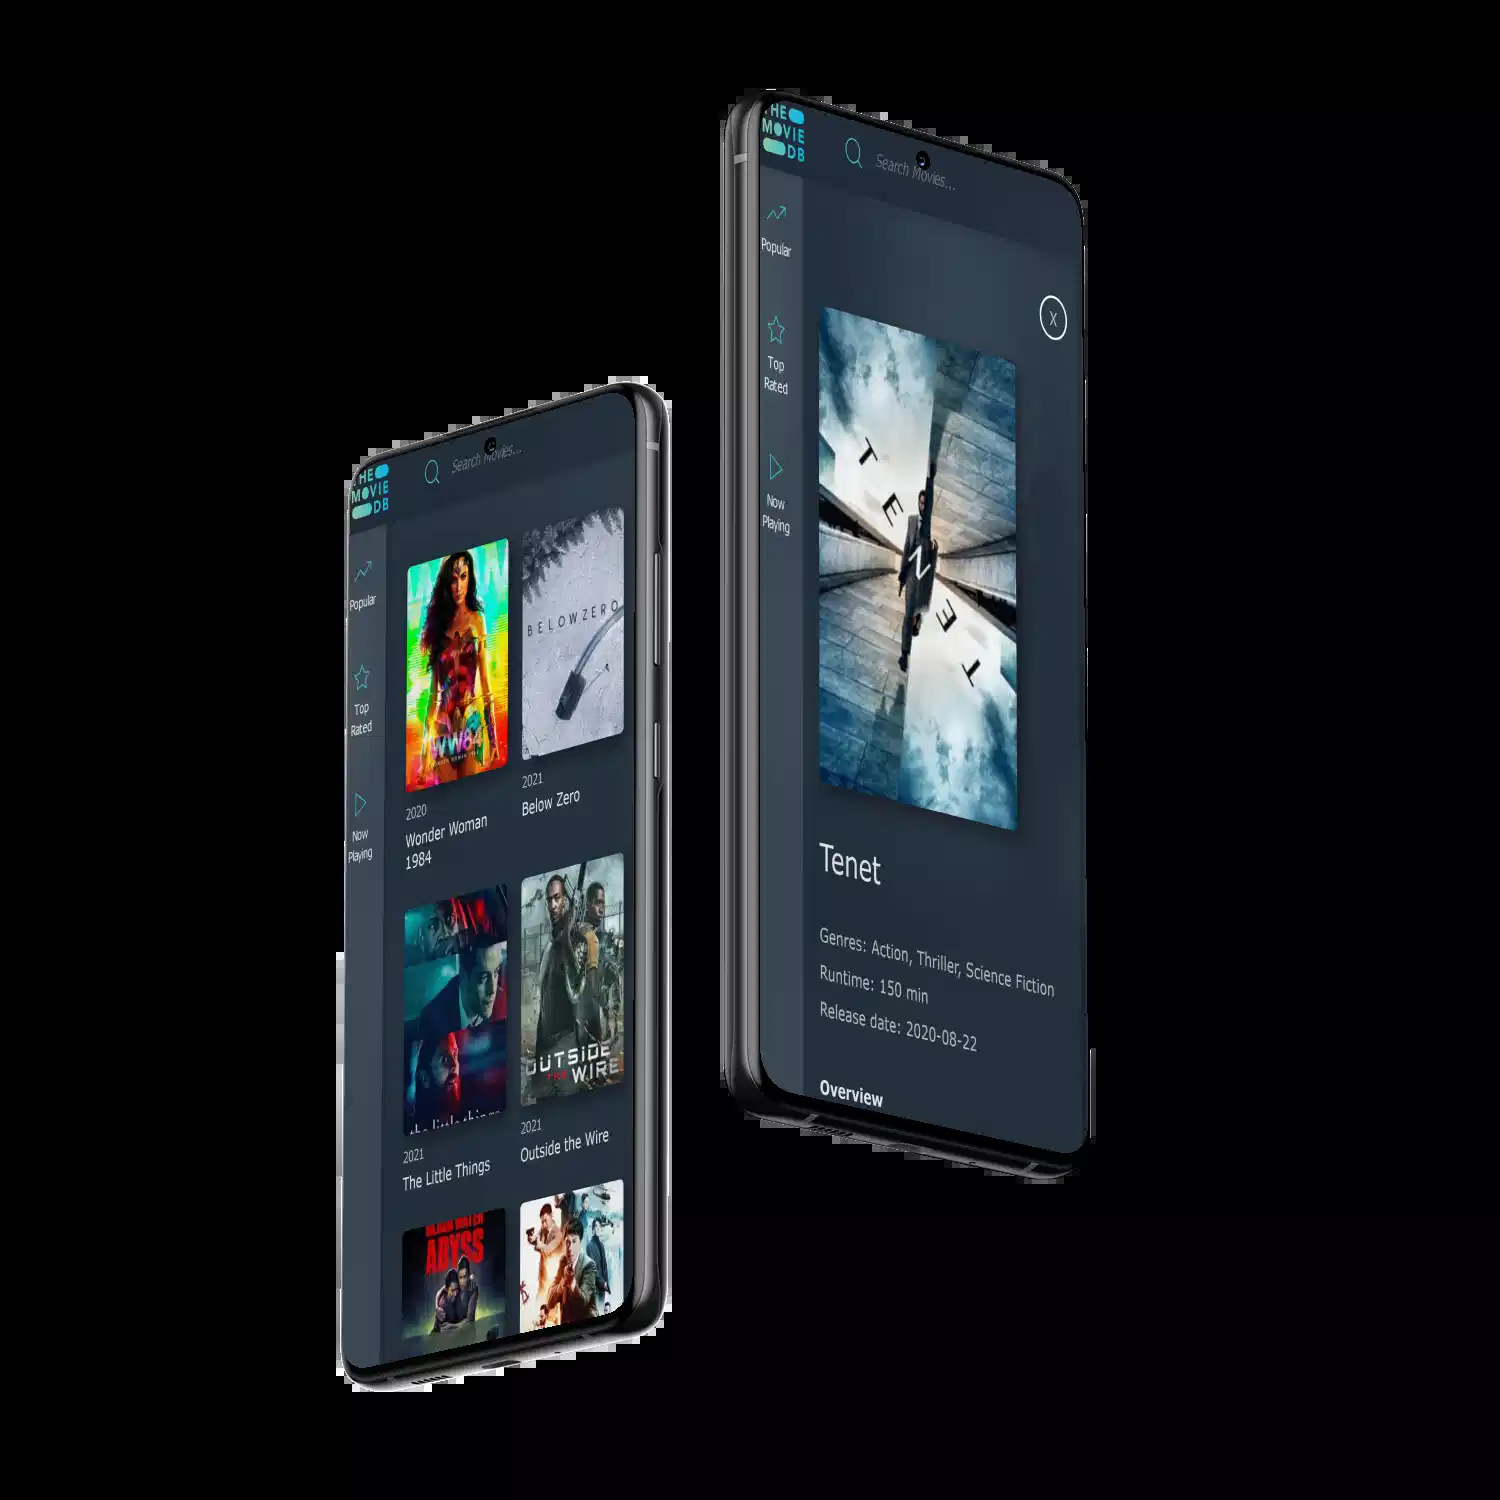 THE
MOVIE
DB
Search Movies...
Popular
Top
Rated
Now
Playing
WW84
BELOW ZERO
2020
Wonder Woman
1984
2021
Below Zero
the little things
OUTSIDE
THE WIRE
2021
The Little Things
2021
Outside the Wire
BLACK WATER
ABYSS
THE
MOVIE
DB
Search Movies...
X
Popular
Top
Rated
Now
Playing
T
E
N
E
T
Tenet
Genres: Action, Thriller, Science Fiction
Runtime: 150 min
Release date: 2020-08-22
Overview